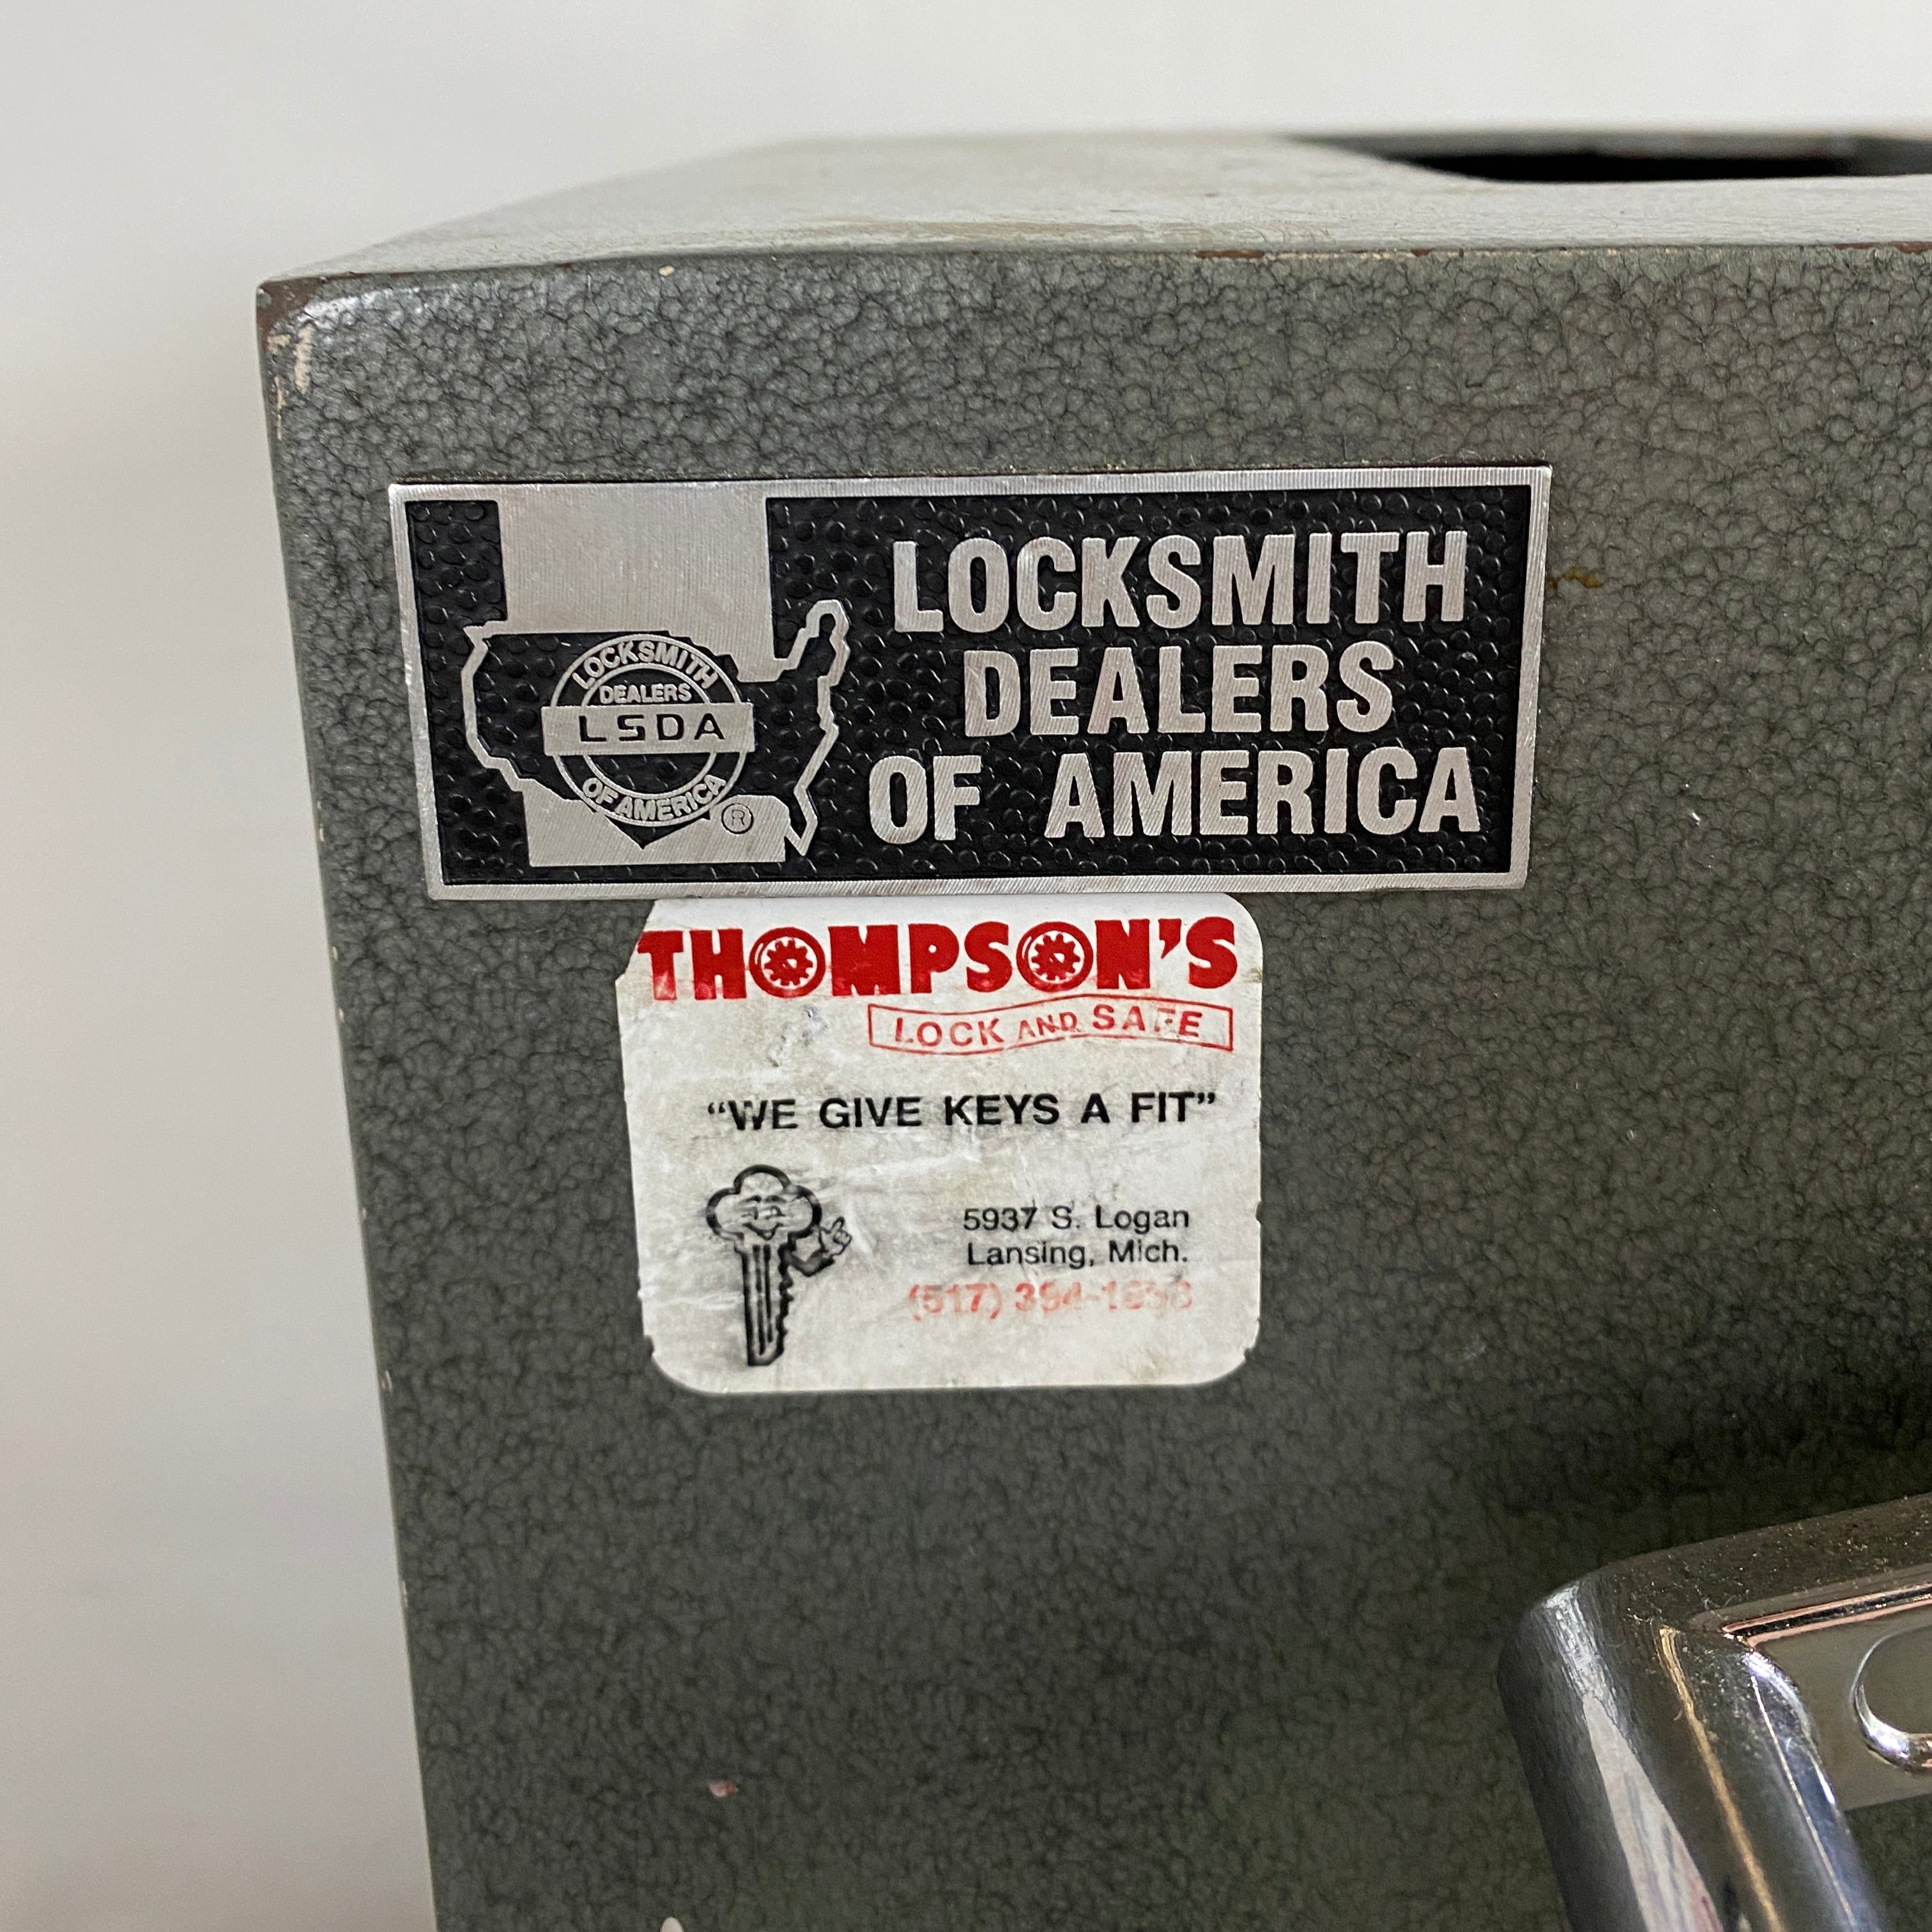 LOCKSMITH
DEALERS
LSDA
OF AMERICA
®
LOCKSMITH
DEALERS
OF AMERICA
THOMPSON'S
LOCK AND SAFE
“WE GIVE KEYS A FIT”
5937 S. Logan
Lansing, Mich.
(517)